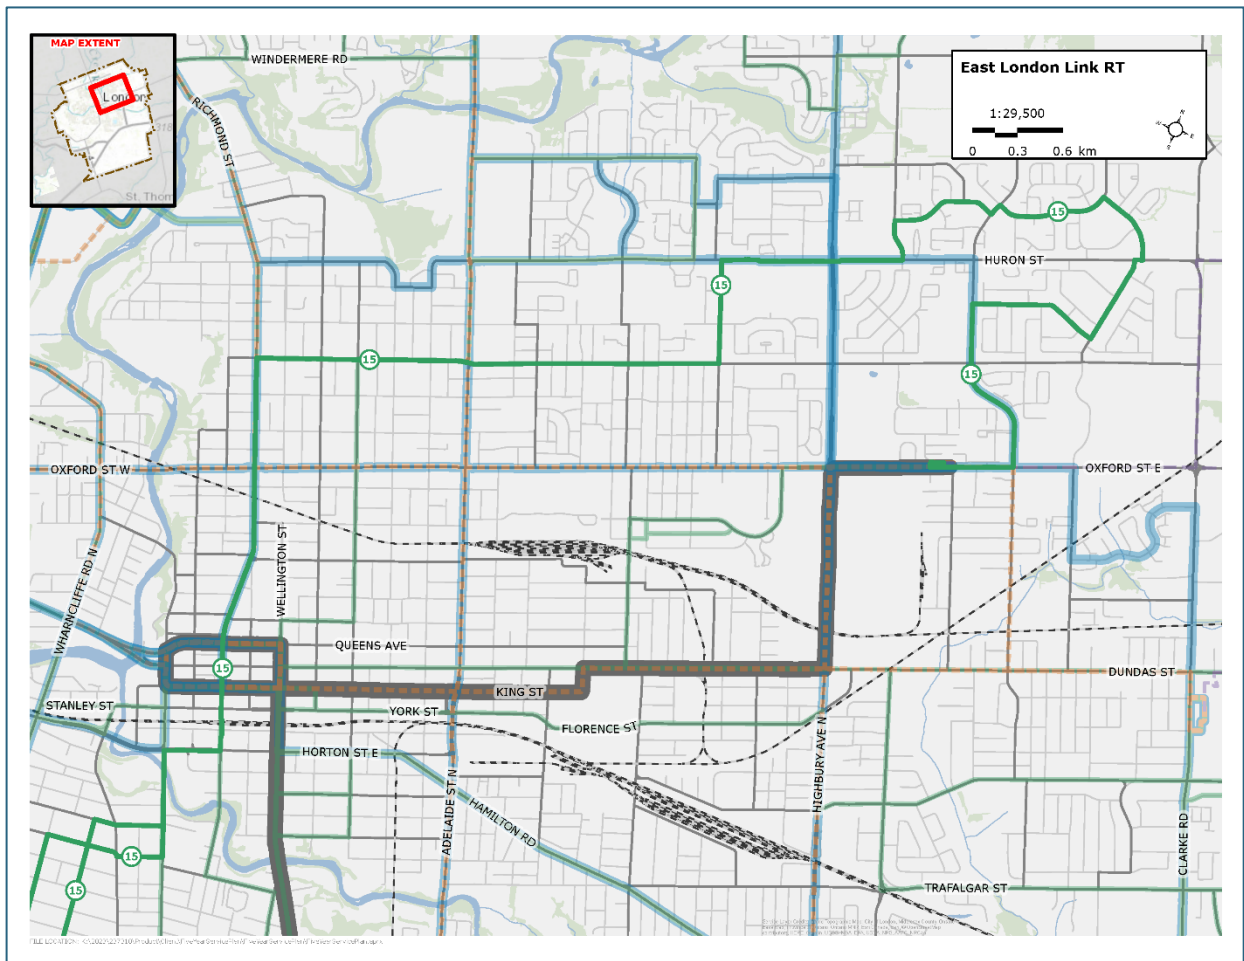 MAP EXTENT
London
St. Thom
East London Link RT
1:29,500
0 0.3 0.6 km
N
E
WINDERMERE RD
RICHMOND ST
15
HURON ST
15
15
15
OXFORD ST W
OXFORD ST E
WELLINGTON ST
WHARNCLIFFE RD N
QUEENS AVE
15
DUNDAS ST
KING ST
STANLEY ST
YORK ST
FLORENCE ST
HORTON ST E
HIGHBURY AVE N
ADELAIDE ST N
HAMILTON RD
CLARKE RD
15
15
TRAFALGAR ST